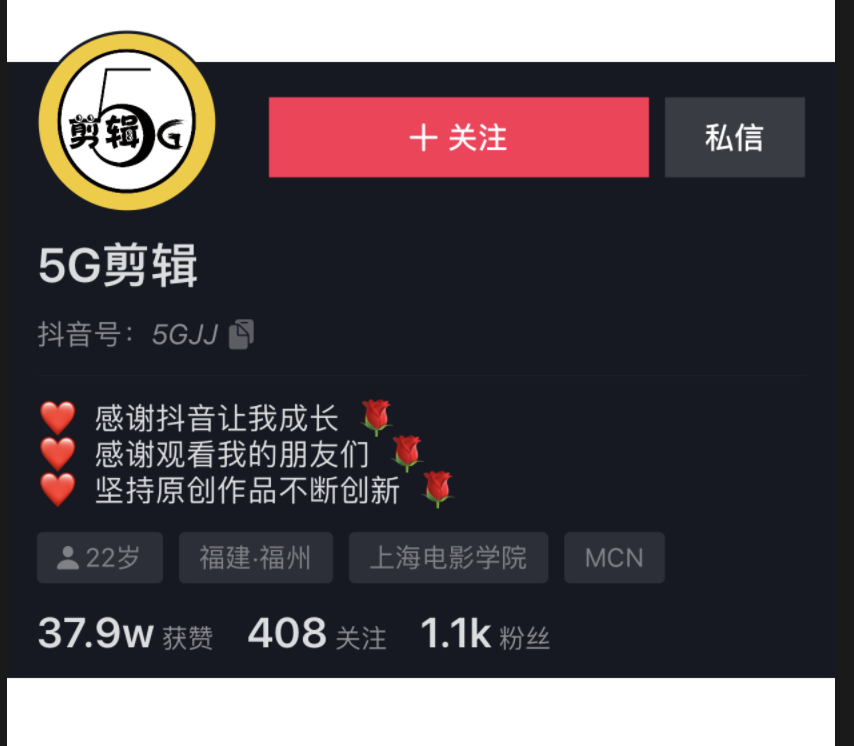 5
剪辑 G
十 关注
私信
5G剪辑
抖音号：5GJJ
感谢抖音让我成长
感谢观看我的朋友们
坚持原创作品不断创新
22岁
福建·福州
上海电影学院
MCN
37.9w 获赞 408 关注 1.1k 粉丝